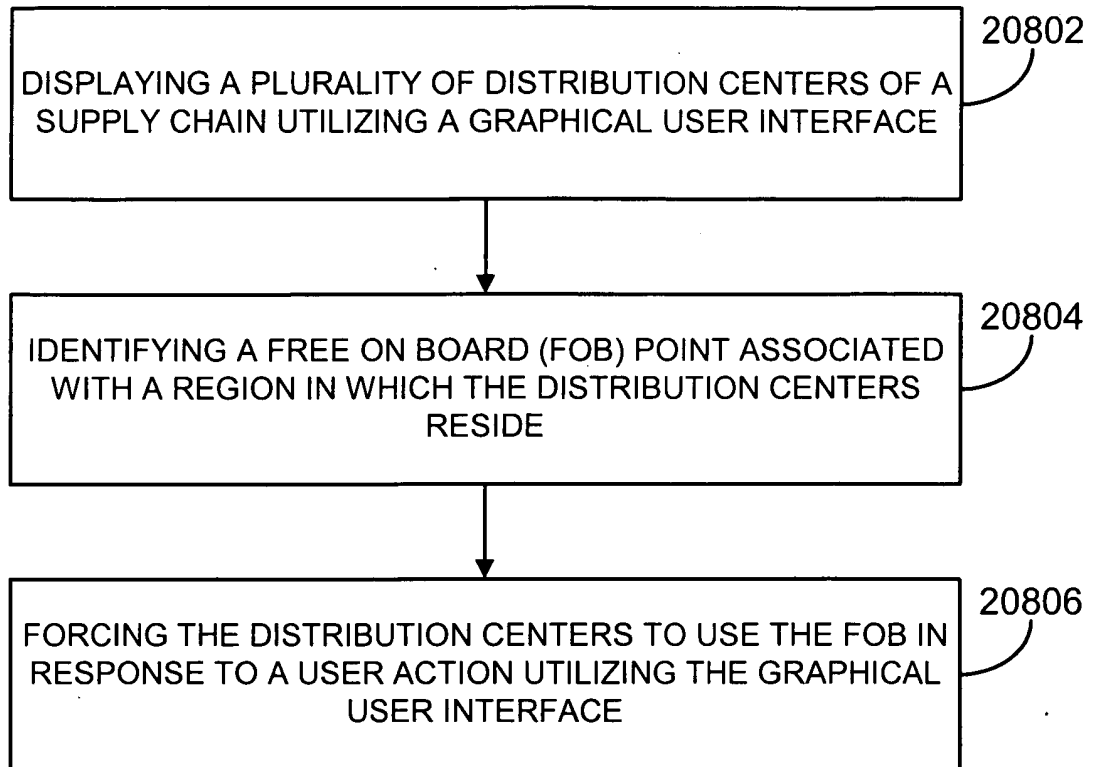 20802
DISPLAYING A PLURALITY OF DISTRIBUTION CENTERS OF A
SUPPLY CHAIN UTILIZING A GRAPHICAL USER INTERFACE
20804
IDENTIFYING A FREE ON BOARD (FOB) POINT ASSOCIATED
WITH A REGION IN WHICH THE DISTRIBUTION CENTERS
RESIDE
20806
FORCING THE DISTRIBUTION CENTERS TO USE THE FOB IN
RESPONSE TO A USER ACTION UTILIZING THE GRAPHICAL
USER INTERFACE